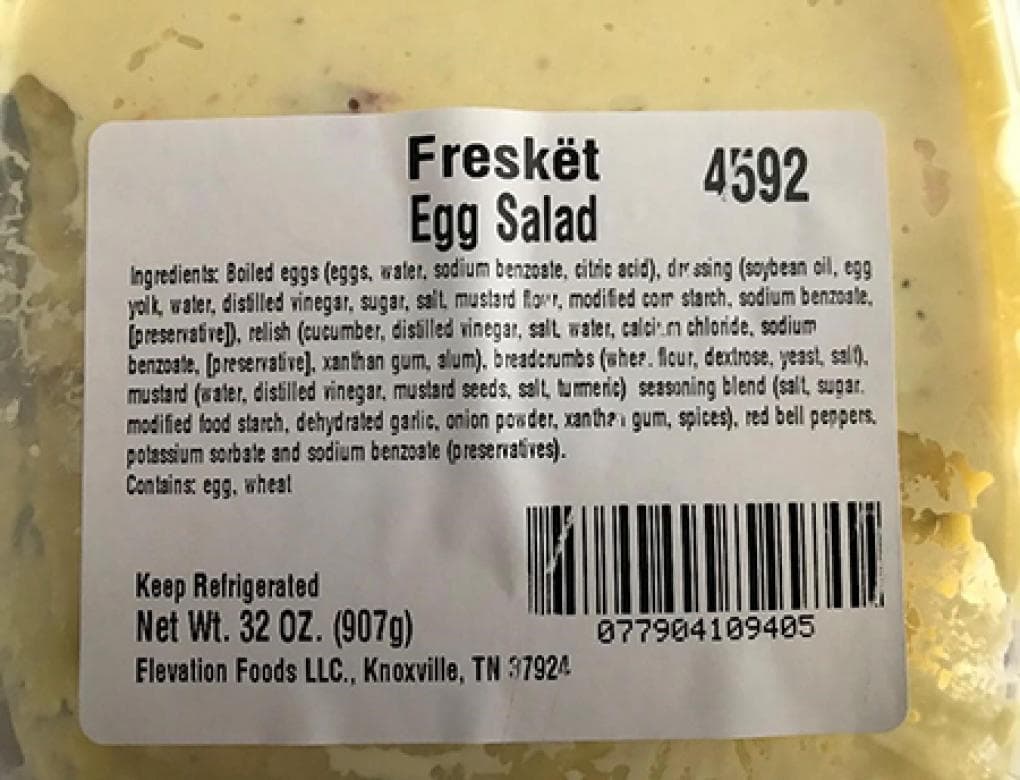 Freskët
4592
Egg Salad
Ingredients: Boiled eggs (eggs, water, sodium benzoate, citric acid), dressing (soybean oil, egg
yolk, water, distilled vinegar, sugar, salt, mustard flour, modified corn starch, sodium benzoate,
[preservative]), relish (cucumber, distilled vinegar, salt, water, calcium chloride, sodium
benzoate, [preservative], xanthan gum, alum), breadcrumbs (wheat flour, dextrose, yeast, salt),
mustard (water, distilled vinegar, mustard seeds, salt, turmeric) seasoning blend (salt, sugar,
modified food starch, dehydrated garlic, onion powder, xanthan gum, spices), red bell peppers,
potassium sorbate and sodium benzoate (preservatives).
Contains: egg, wheat
Keep Refrigerated
Net Wt. 32 OZ. (907g)
Elevation Foods LLC., Knoxville, TN 37924
077904109405